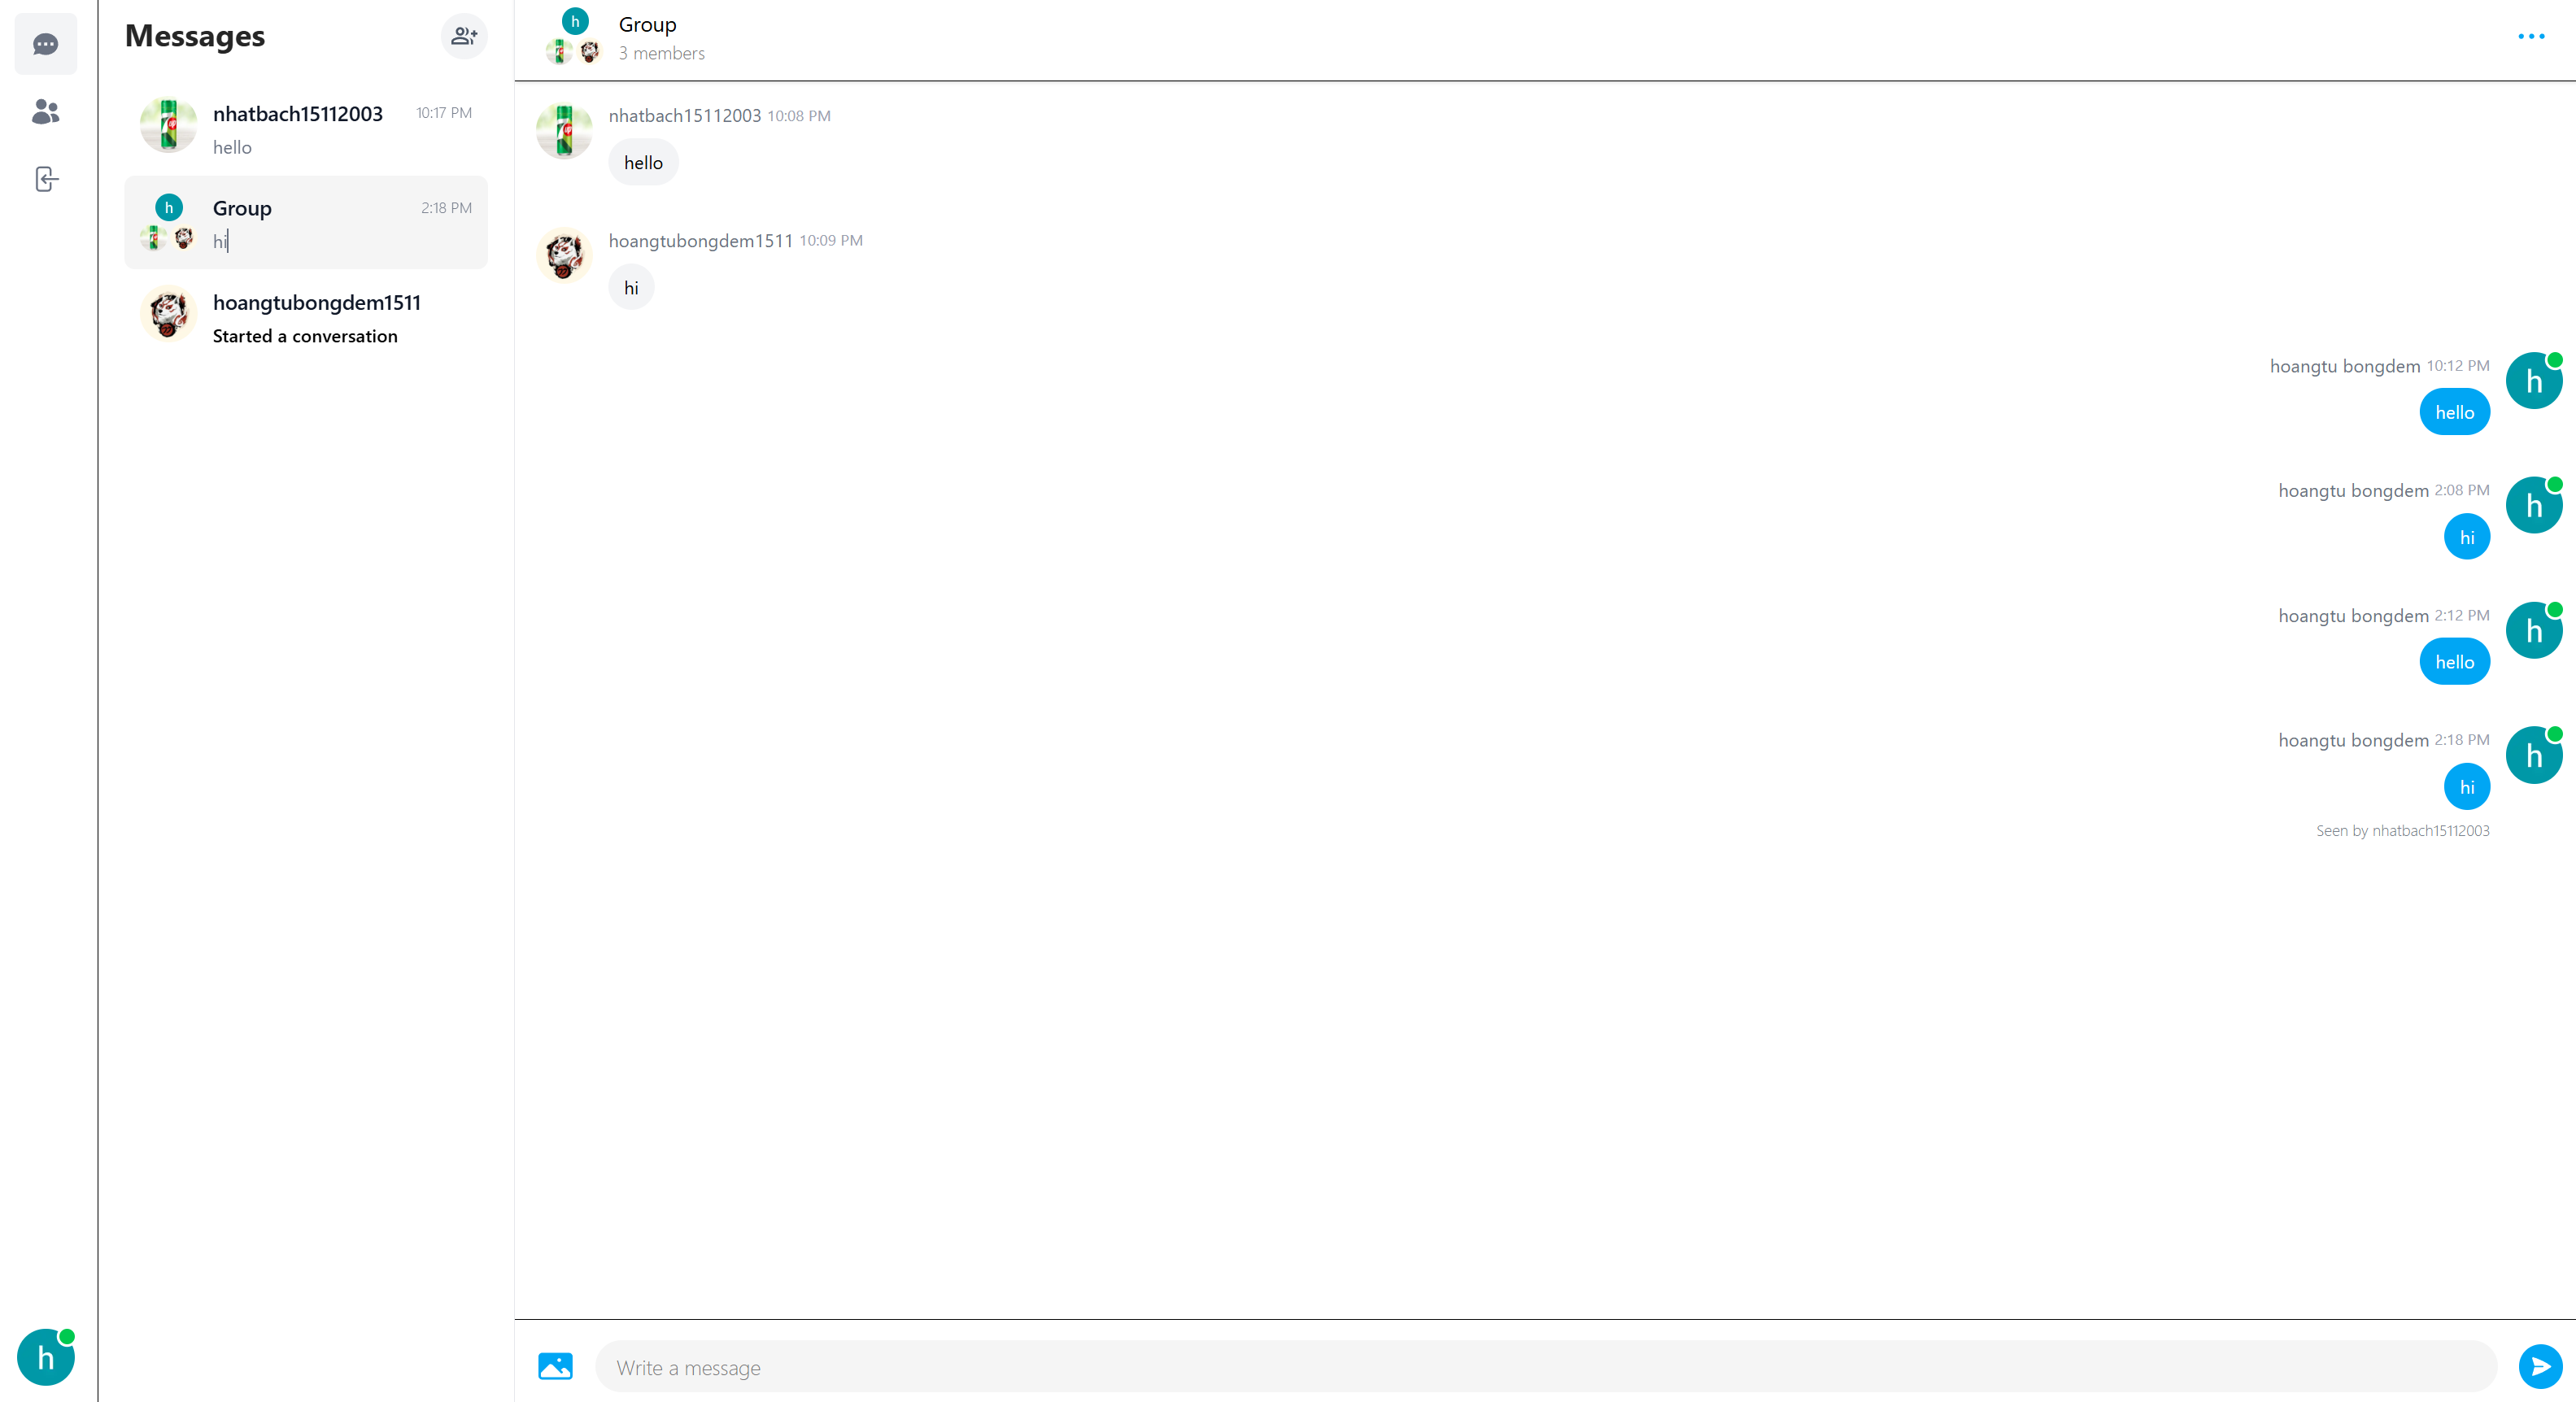 Messages
nhatbach15112003 10:17 PM
hello
h
Group 2:18 PM
hi
hoangtubongdem1511
Started a conversation
h
h
Group
3 members
nhatbach15112003 10:08 PM
hello
hoangtubongdem1511 10:09 PM
hi
hoangtu bongdem 10:12 PM
h
hello
hoangtu bongdem 2:08 PM
h
hi
hoangtu bongdem 2:12 PM
h
hello
hoangtu bongdem 2:18 PM
h
hi
Seen by nhatbach15112003
Write a message